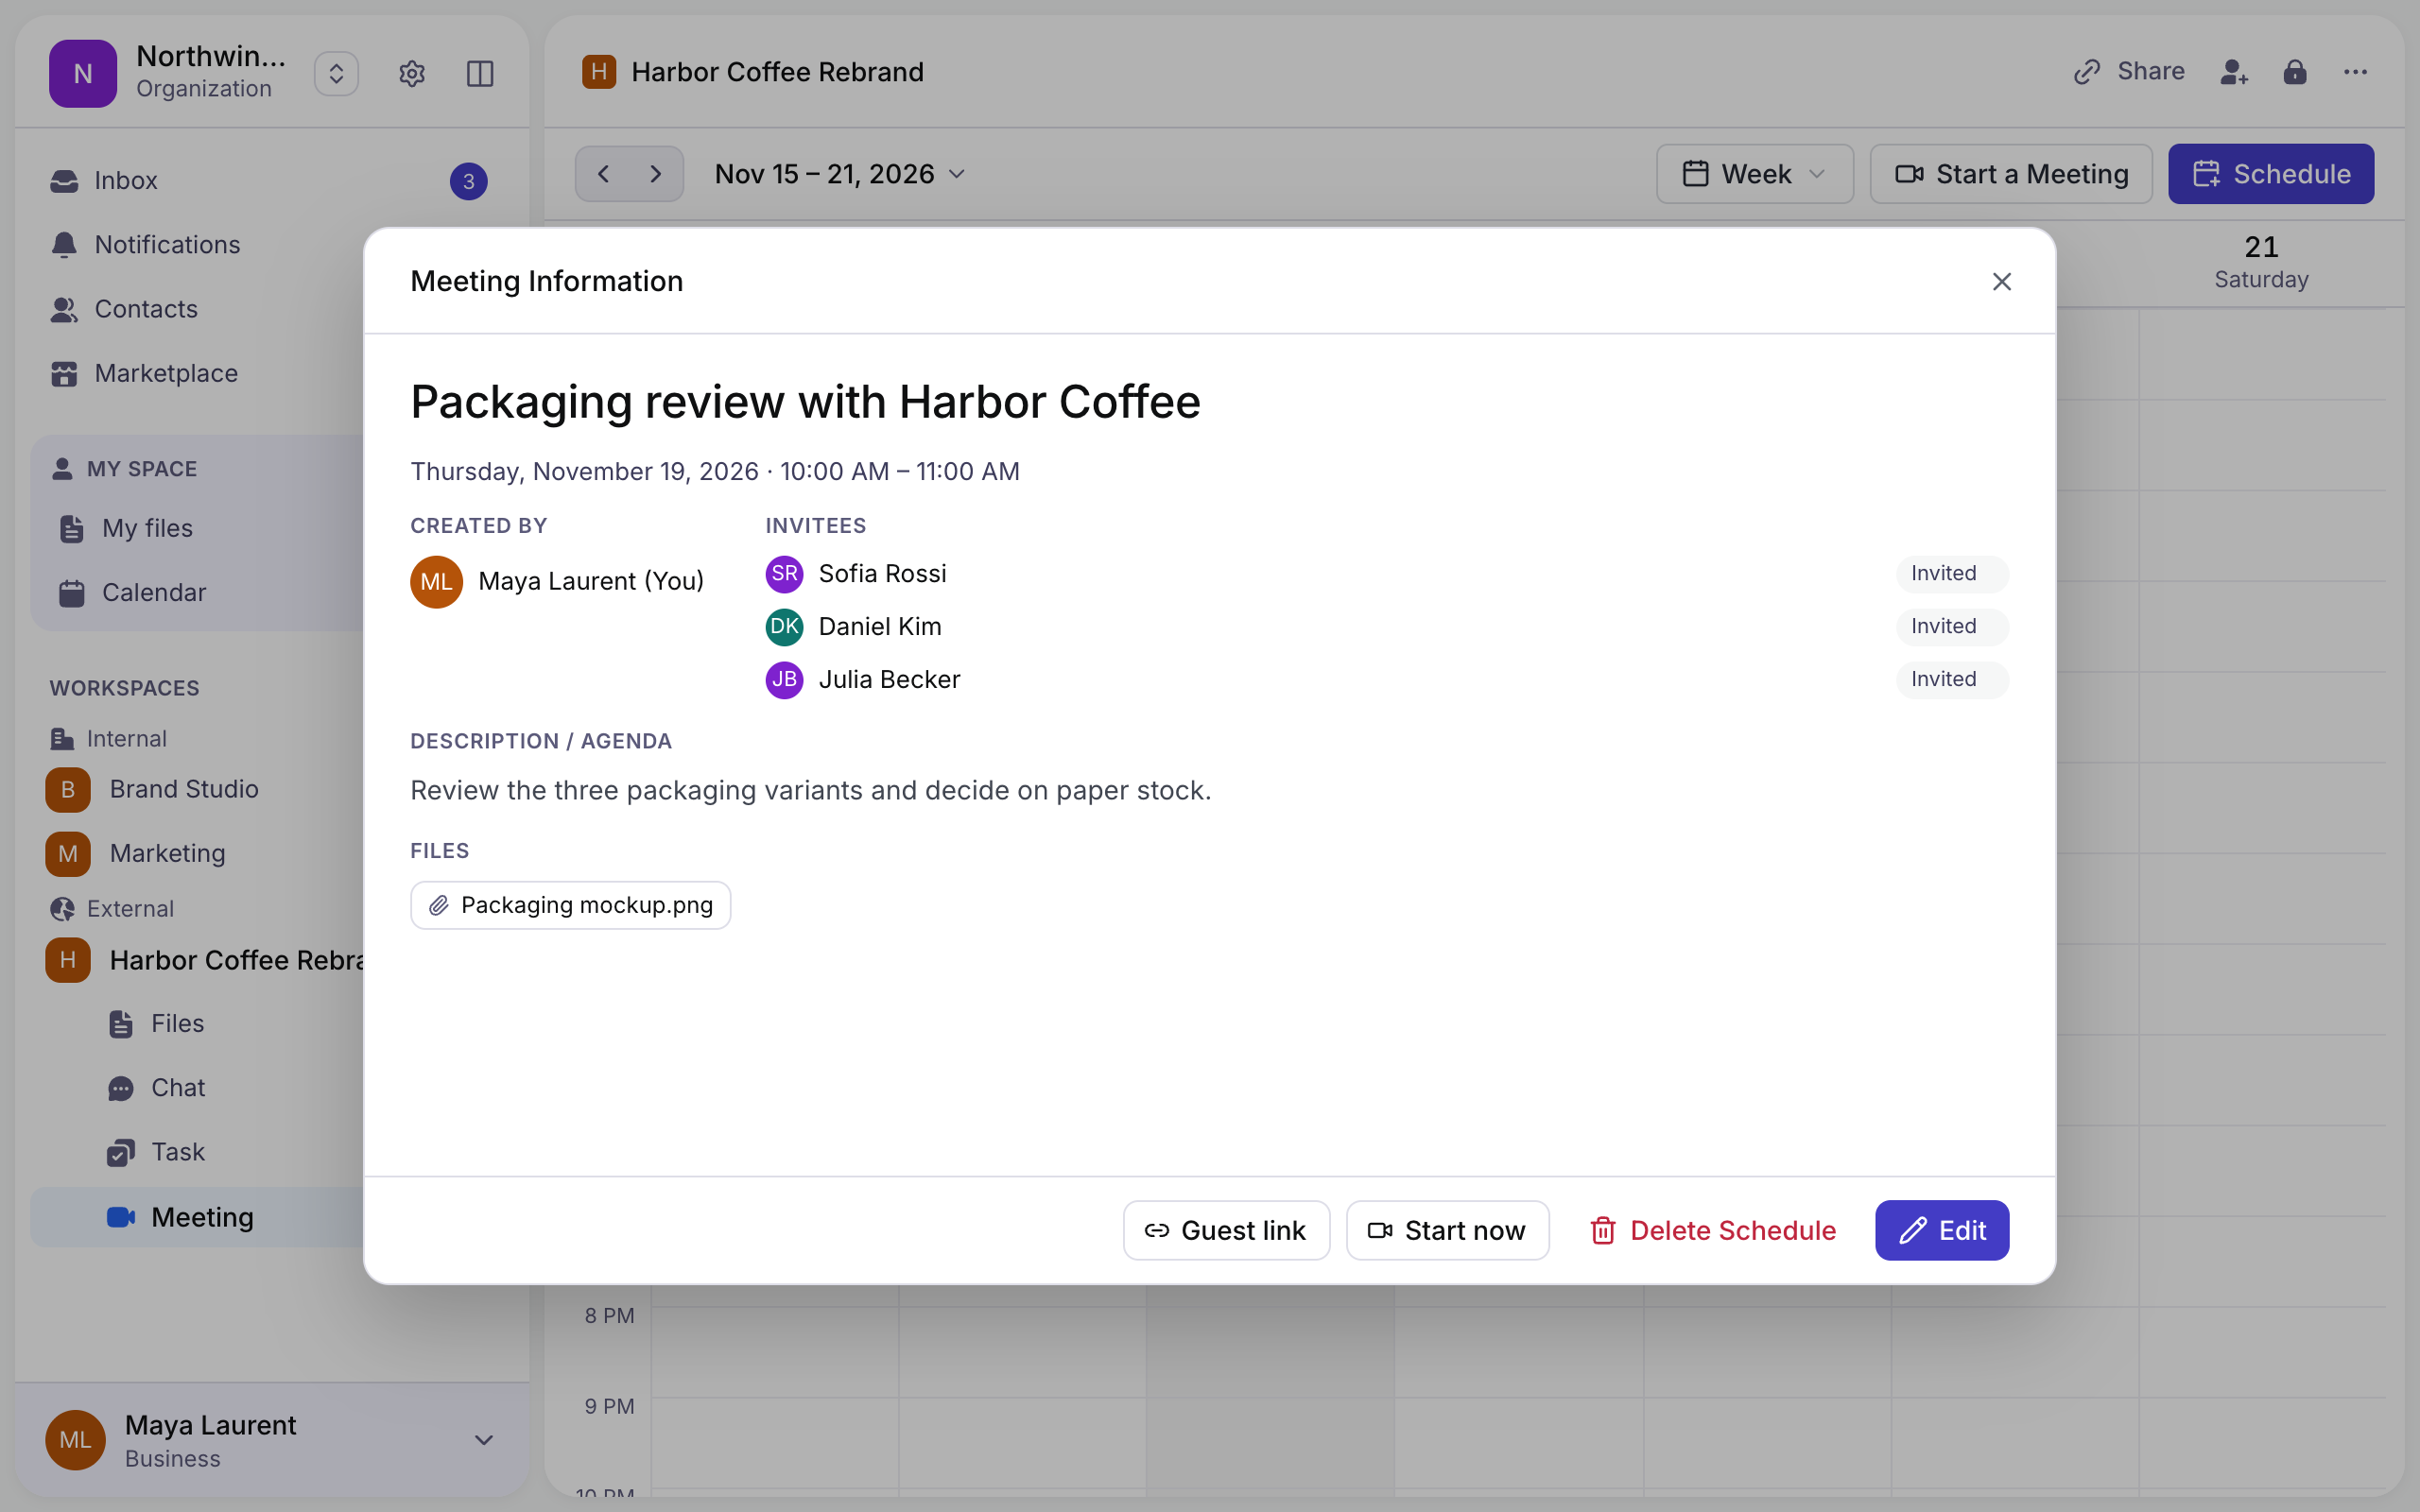 N
Northwin...
Organization
Inbox
3
Notifications
Contacts
Marketplace
MY SPACE
My files
Calendar
WORKSPACES
Internal
B Brand Studio
M Marketing
External
H Harbor Coffee Rebra
Files
Chat
Task
Meeting
ML
Maya Laurent
Business
H Harbor Coffee Rebrand
Share
Nov 15 – 21, 2026
Week
Start a Meeting
Schedule
21
Saturday
Meeting Information
Packaging review with Harbor Coffee
Thursday, November 19, 2026 · 10:00 AM – 11:00 AM
CREATED BY
ML Maya Laurent (You)
INVITEES
SR Sofia Rossi Invited
DK Daniel Kim Invited
JB Julia Becker Invited
DESCRIPTION / AGENDA
Review the three packaging variants and decide on paper stock.
FILES
Packaging mockup.png
Guest link
Start now
Delete Schedule
Edit
8 PM
9 PM
10 PM